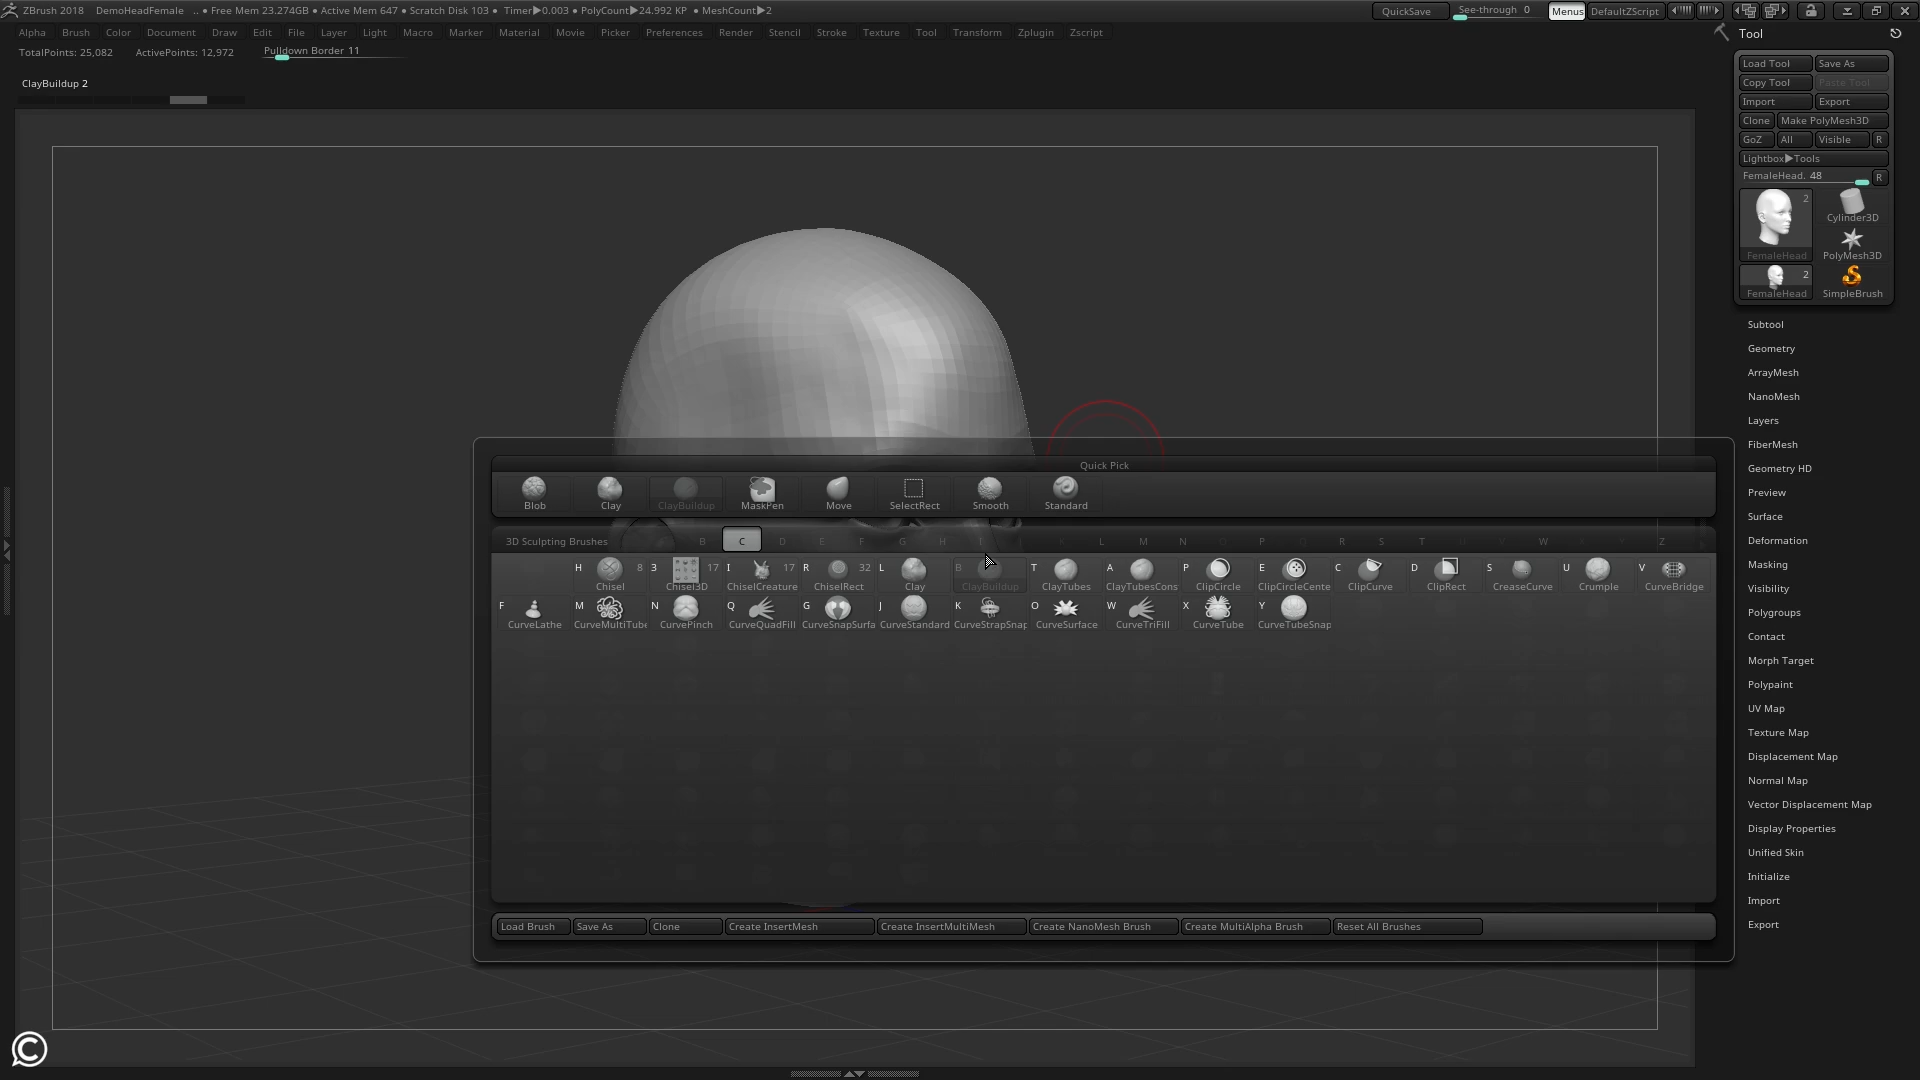 ZBrush 2018 DemoHeadFemale .. • Free Mem 23.274GB • Active Mem 647 • Scratch Disk 103 • Timer▶0.003 • PolyCount▶24.992 KP • MeshCount▶2 QuickSave See-through 0 Menus DefaultZScript
Alpha Brush Color Document Draw Edit File Layer Light Macro Marker Material Movie Picker Preferences Render Stencil Stroke Texture Tool Transform Zplugin Zscript
TotalPoints: 25,082 ActivePoints: 12,972 Pulldown Border 11
ClayBuildup 2
Quick Pick
Blob Clay ClayBuildup MaskPen Move SelectRect Smooth Standard
3D Sculpting Brushes B C D E F G H I L M N O P R S T W Z
H 8 3 17 I 17 R 32 L B T A P E C D S U V
Chisel Chisel3D ChiselCreature ChiselRect Clay ClayBuildup ClayTubes ClayTubesCons ClipCircle ClipCircleCente ClipCurve ClipRect CreaseCurve Crumple CurveBridge
F M N Q G J K O W X Y
CurveLathe CurveMultiTube CurvePinch CurveQuadFill CurveSnapSurfa CurveStandard CurveStrapSnap CurveSurface CurveTriFill CurveTube CurveTubeSnap
Load Brush Save As Clone Create InsertMesh Create InsertMultiMesh Create NanoMesh Brush Create MultiAlpha Brush Reset All Brushes
Tool
Load Tool Save As
Copy Tool Paste Tool
Import Export
Clone Make PolyMesh3D
GoZ All Visible R
Lightbox▶Tools
FemaleHead. 48 R
2
Cylinder3D
FemaleHead PolyMesh3D
2
FemaleHead SimpleBrush
Subtool
Geometry
ArrayMesh
NanoMesh
Layers
FiberMesh
Geometry HD
Preview
Surface
Deformation
Masking
Visibility
Polygroups
Contact
Morph Target
Polypaint
UV Map
Texture Map
Displacement Map
Normal Map
Vector Displacement Map
Display Properties
Unified Skin
Initialize
Import
Export